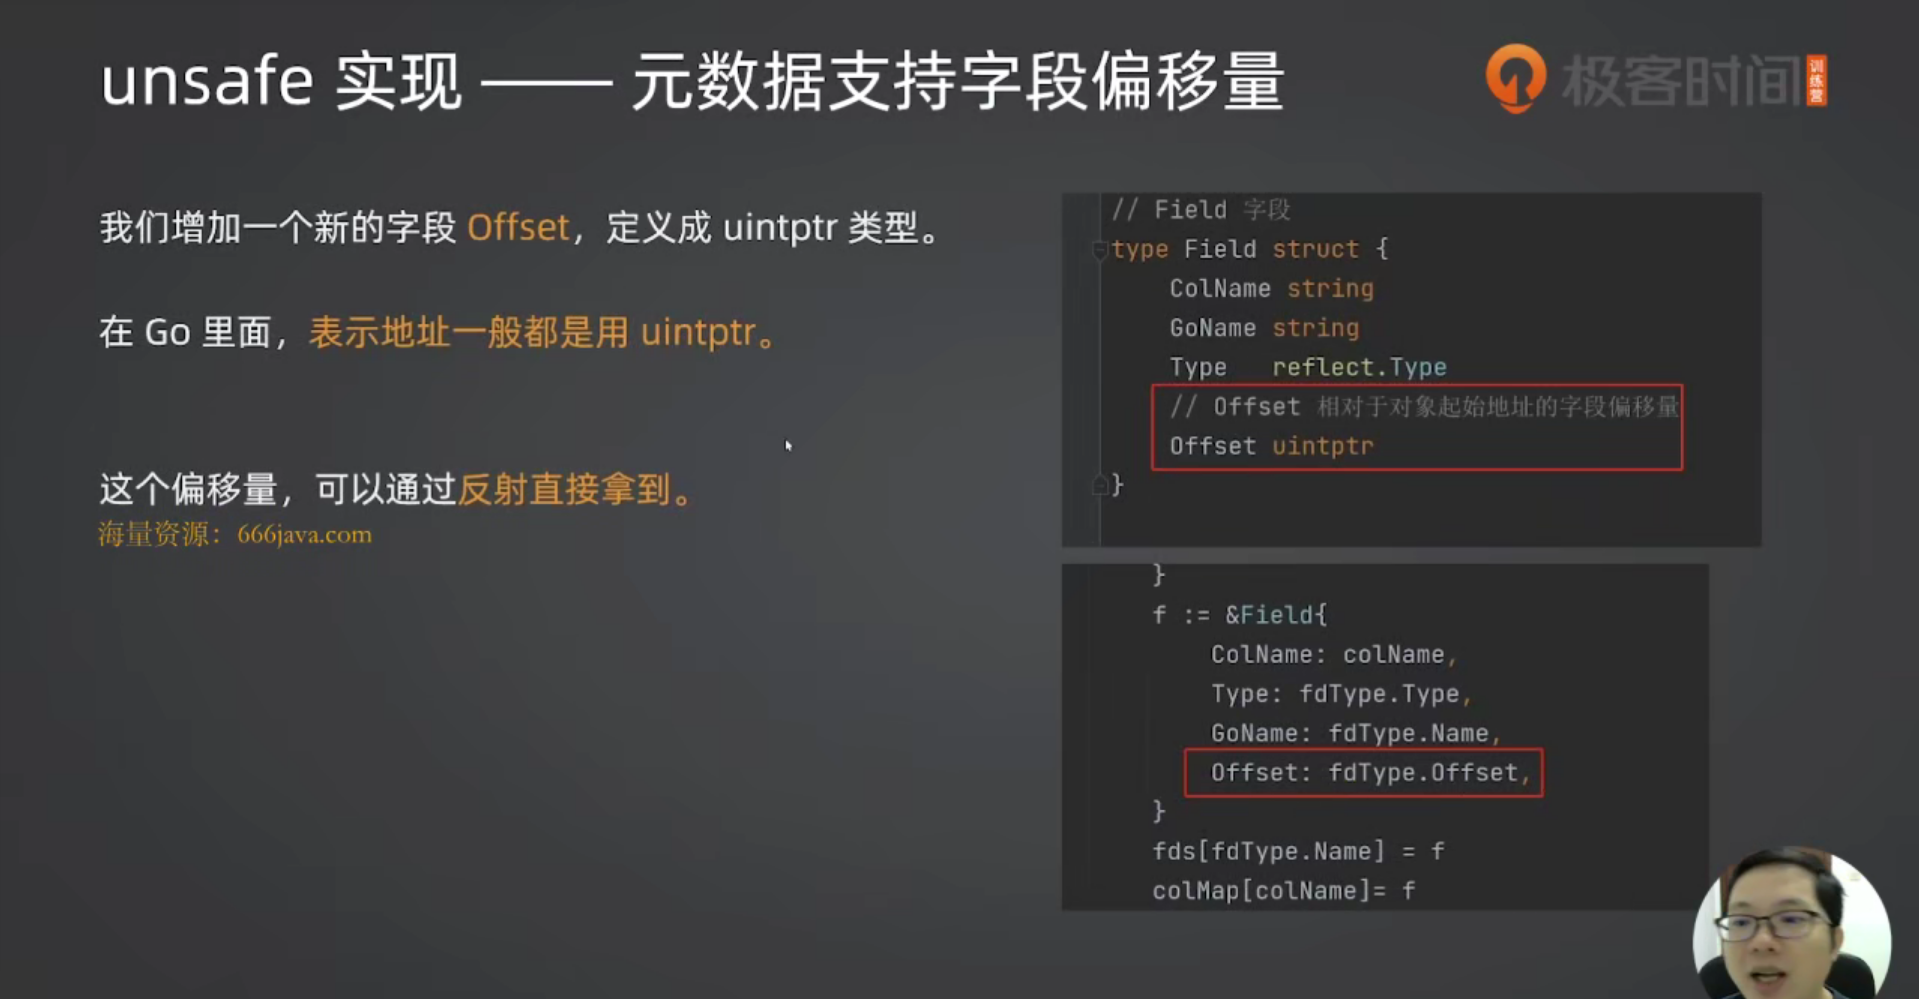 unsafe 实现 —— 元数据支持字段偏移量
极客时间
训练营
我们增加一个新的字段 Offset，定义成 uintptr 类型。
在 Go 里面，表示地址一般都是用 uintptr。
这个偏移量，可以通过反射直接拿到。
海量资源：666java.com
// Field 字段
type Field struct {
ColName string
GoName string
Type reflect.Type
// Offset 相对于对象起始地址的字段偏移量
Offset uintptr
}
}
f := &Field{
ColName: colName,
Type: fdType.Type,
GoName: fdType.Name,
Offset: fdType.Offset,
}
fds[fdType.Name] = f
colMap[colName]= f